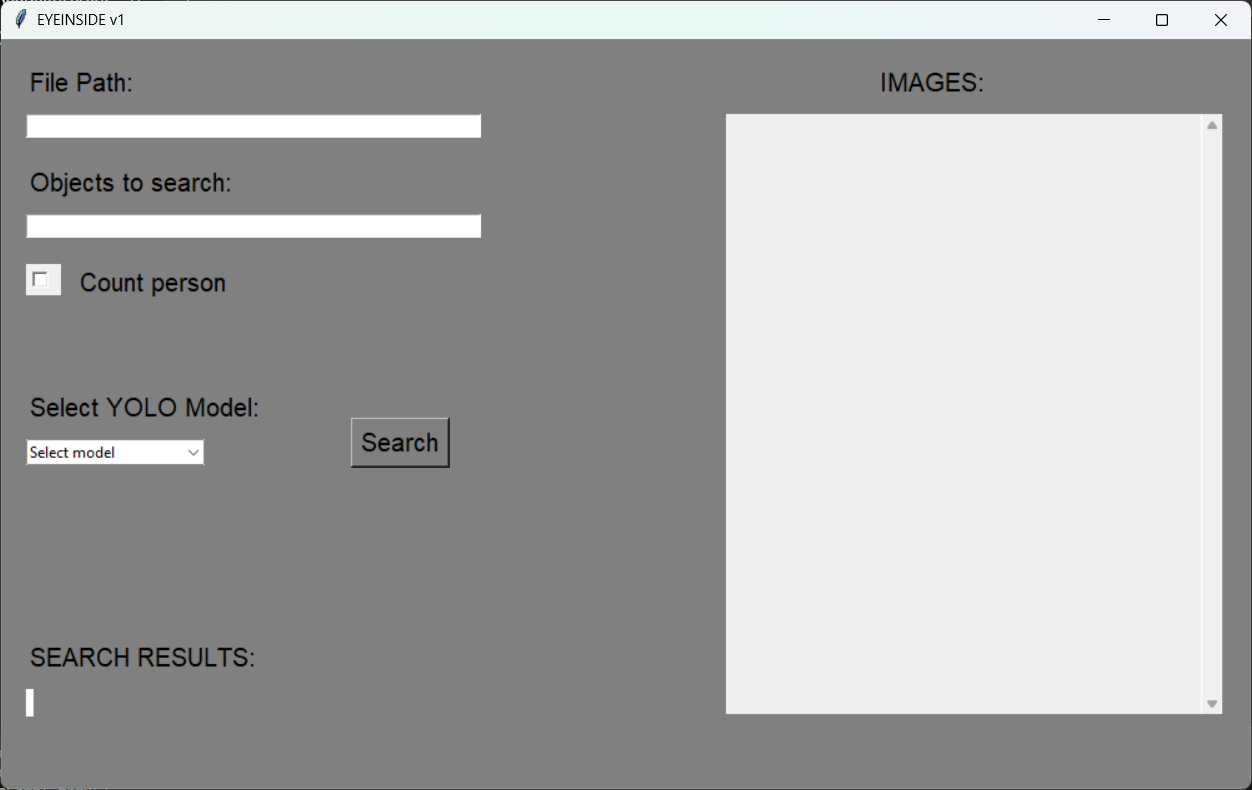 EYEINSIDE v1
File Path:
IMAGES:
Objects to search:
Count person
Select YOLO Model:
Select model
Search
SEARCH RESULTS: